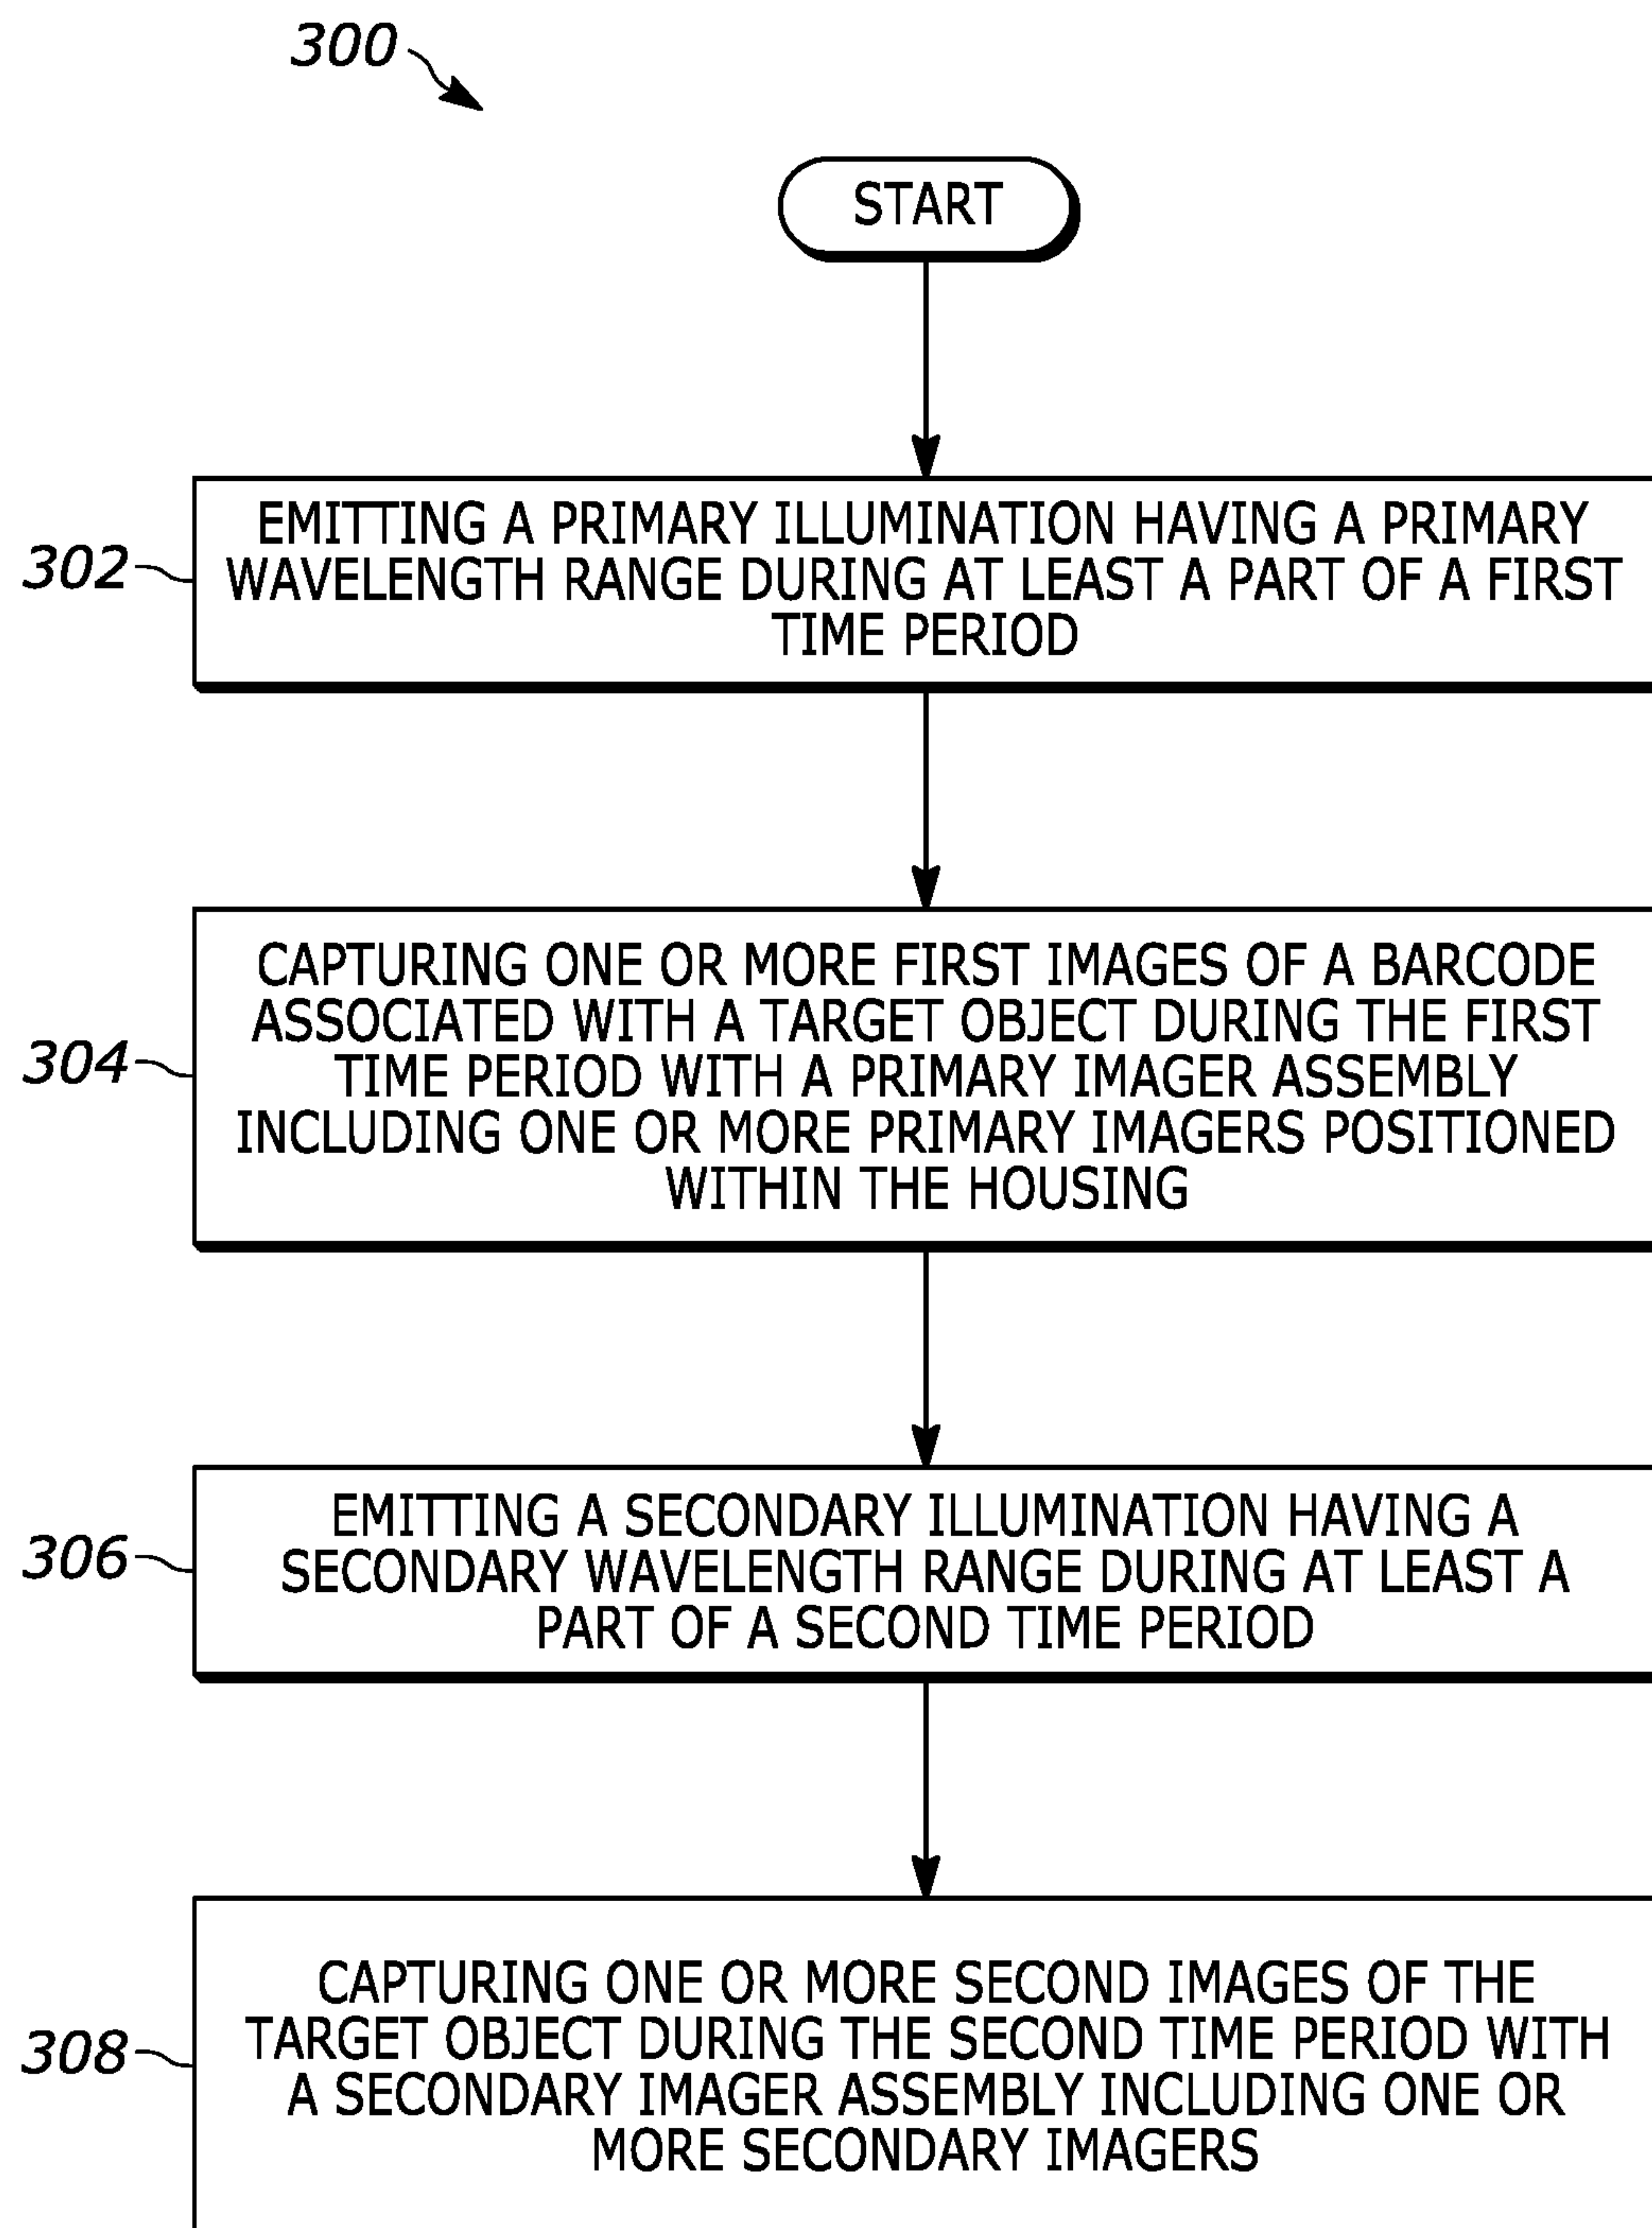 300
START
302
EMITTING A PRIMARY ILLUMINATION HAVING A PRIMARY
WAVELENGTH RANGE DURING AT LEAST A PART OF A FIRST
TIME PERIOD
304
CAPTURING ONE OR MORE FIRST IMAGES OF A BARCODE
ASSOCIATED WITH A TARGET OBJECT DURING THE FIRST
TIME PERIOD WITH A PRIMARY IMAGER ASSEMBLY
INCLUDING ONE OR MORE PRIMARY IMAGERS POSITIONED
WITHIN THE HOUSING
306
EMITTING A SECONDARY ILLUMINATION HAVING A
SECONDARY WAVELENGTH RANGE DURING AT LEAST A
PART OF A SECOND TIME PERIOD
308
CAPTURING ONE OR MORE SECOND IMAGES OF THE
TARGET OBJECT DURING THE SECOND TIME PERIOD WITH
A SECONDARY IMAGER ASSEMBLY INCLUDING ONE OR
MORE SECONDARY IMAGERS